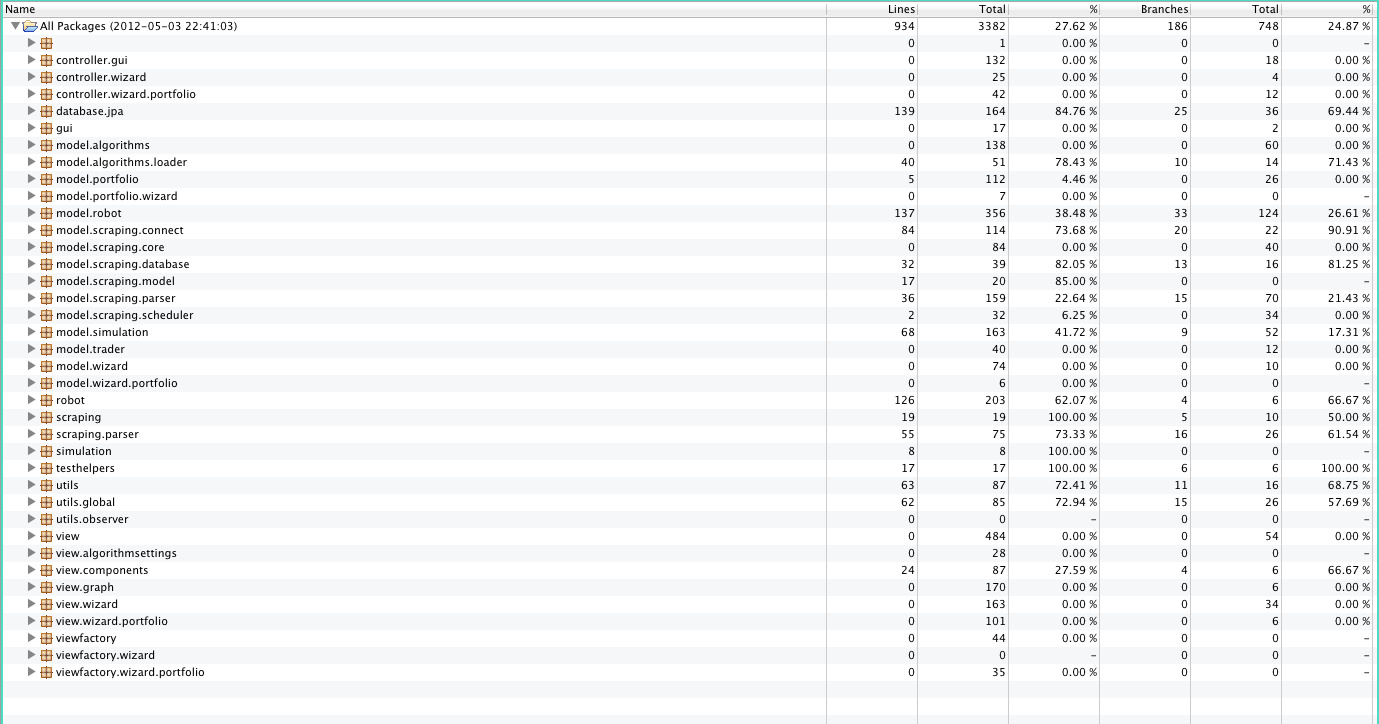 Name Lines Total % Branches Total %
All Packages (2012-05-03 22:41:03) 934 3382 27.62 % 186 748 24.87 %
0 1 0.00 % 0 0 –
controller.gui 0 132 0.00 % 0 18 0.00 %
controller.wizard 0 25 0.00 % 0 4 0.00 %
controller.wizard.portfolio 0 42 0.00 % 0 12 0.00 %
database.jpa 139 164 84.76 % 25 36 69.44 %
gui 0 17 0.00 % 0 2 0.00 %
model.algorithms 0 138 0.00 % 0 60 0.00 %
model.algorithms.loader 40 51 78.43 % 10 14 71.43 %
model.portfolio 5 112 4.46 % 0 26 0.00 %
model.portfolio.wizard 0 7 0.00 % 0 0 –
model.robot 137 356 38.48 % 33 124 26.61 %
model.scraping.connect 84 114 73.68 % 20 22 90.91 %
model.scraping.core 0 84 0.00 % 0 40 0.00 %
model.scraping.database 32 39 82.05 % 13 16 81.25 %
model.scraping.model 17 20 85.00 % 0 0 –
model.scraping.parser 36 159 22.64 % 15 70 21.43 %
model.scraping.scheduler 2 32 6.25 % 0 34 0.00 %
model.simulation 68 163 41.72 % 9 52 17.31 %
model.trader 0 40 0.00 % 0 12 0.00 %
model.wizard 0 74 0.00 % 0 10 0.00 %
model.wizard.portfolio 0 6 0.00 % 0 0 –
robot 126 203 62.07 % 4 6 66.67 %
scraping 19 19 100.00 % 5 10 50.00 %
scraping.parser 55 75 73.33 % 16 26 61.54 %
simulation 8 8 100.00 % 0 0 –
testhelpers 17 17 100.00 % 6 6 100.00 %
utils 63 87 72.41 % 11 16 68.75 %
utils.global 62 85 72.94 % 15 26 57.69 %
utils.observer 0 0 – 0 0 –
view 0 484 0.00 % 0 54 0.00 %
view.algorithmsettings 0 28 0.00 % 0 0 –
view.components 24 87 27.59 % 4 6 66.67 %
view.graph 0 170 0.00 % 0 6 0.00 %
view.wizard 0 163 0.00 % 0 34 0.00 %
view.wizard.portfolio 0 101 0.00 % 0 6 0.00 %
viewfactory 0 44 0.00 % 0 0 –
viewfactory.wizard 0 0 – 0 0 –
viewfactory.wizard.portfolio 0 35 0.00 % 0 0 –